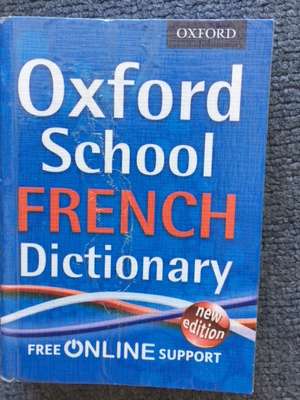 OXFORD
Oxford
School
FRENCH
Dictionary
new
edition
FREE ONLINE SUPPORT